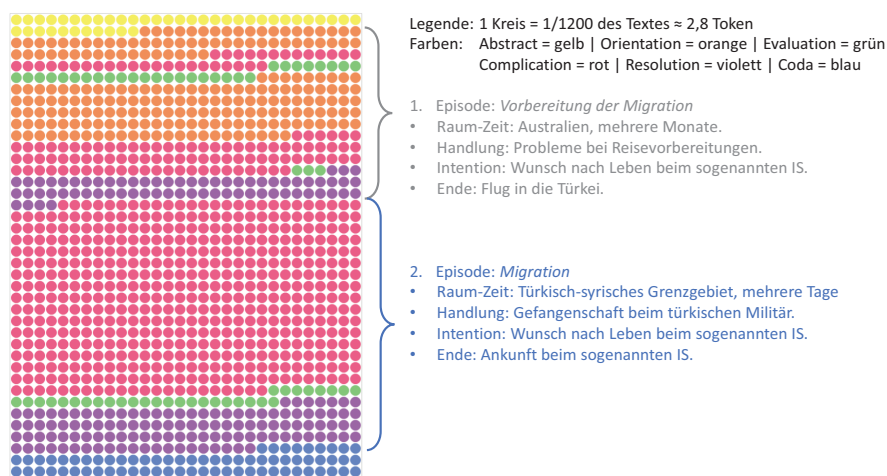 Legende: 1 Kreis = 1/1200 des Textes ≈ 2,8 Token
Farben: Abstract = gelb | Orientation = orange | Evaluation = grün
Complication = rot | Resolution = violett | Coda = blau
1. Episode: Vorbereitung der Migration
• Raum-Zeit: Australien, mehrere Monate.
• Handlung: Probleme bei Reisevorbereitungen.
• Intention: Wunsch nach Leben beim sogenannten IS.
• Ende: Flug in die Türkei.
2. Episode: Migration
• Raum-Zeit: Türkisch-syrisches Grenzgebiet, mehrere Tage
• Handlung: Gefangenschaft beim türkischen Militär.
• Intention: Wunsch nach Leben beim sogenannten IS.
• Ende: Ankunft beim sogenannten IS.